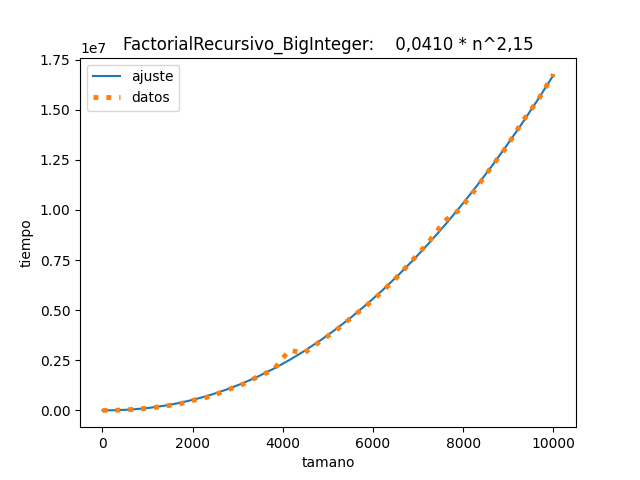 FactorialRecursivo_BigInteger:    0,0410 * n^2,15
1e7
ajuste
datos
1.75
1.50
1.25
1.00
0.75
0.50
0.25
0.00
tiempo
0 2000 4000 6000 8000 10000
tamano